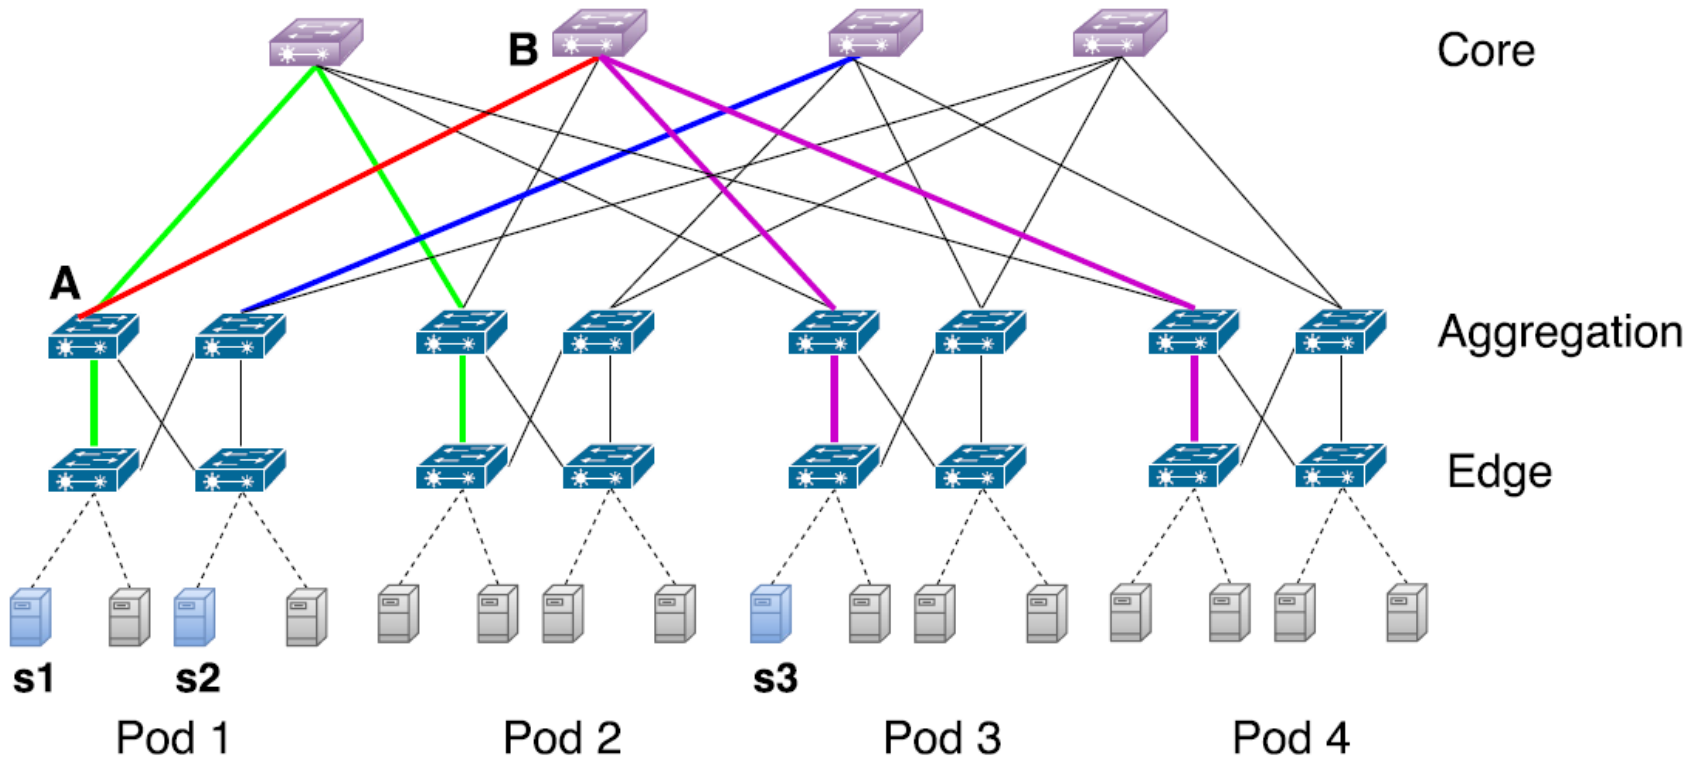 B
Core
A
Aggregation
Edge
s1
s2
s3
Pod 1
Pod 2
Pod 3
Pod 4